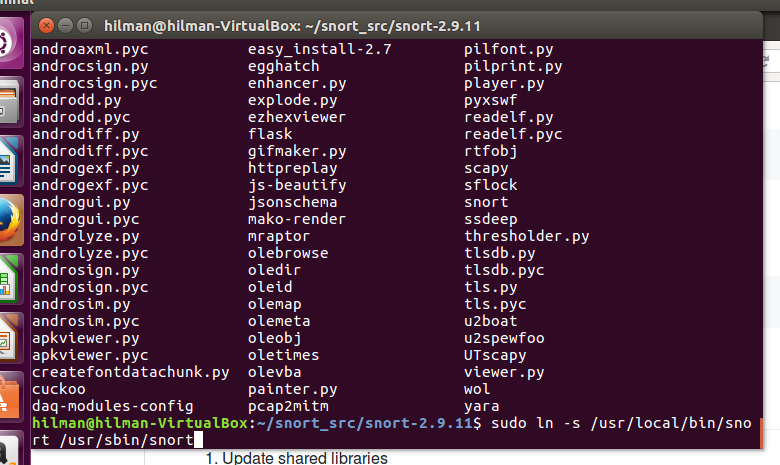 hilman@hilman-VirtualBox: ~/snort_src/snort-2.9.11
androaxml.pyc easy_install-2.7 pilfont.py
androcsign.py egghatch pilprint.py
androcsign.pyc enhancer.py player.py
androdd.py explode.py pyxswf
androdd.pyc ezhexviewer readelf.py
androdiff.py flask readelf.pyc
androdiff.pyc gifmaker.py rtfobj
androgexf.py httpreplay scapy
androgexf.pyc js-beautify sflock
androgui.py jsonschema snort
androgui.pyc mako-render ssdeep
androlyze.py mraptor thresholder.py
androlyze.pyc olebrowse tlsdb.py
androsign.py oledir tlsdb.pyc
androsign.pyc oleid tls.py
androsim.py olemap tls.pyc
androsim.pyc olemeta u2boat
apkviewer.py oleobj u2spewfoo
apkviewer.pyc oletimes UTscapy
createfontdatachunk.py olevba viewer.py
cuckoo painter.py wol
daq-modules-config pcap2mitm yara
hilman@hilman-VirtualBox:~/snort_src/snort-2.9.11$ sudo ln -s /usr/local/bin/sno
rt /usr/sbin/snort
1. Update shared libraries